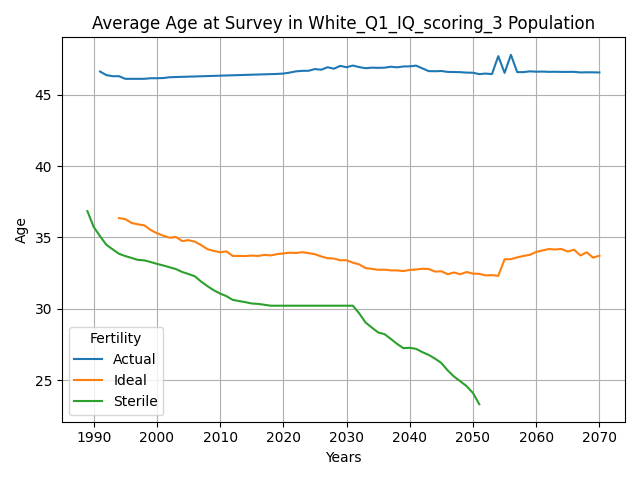 Average Age at Survey in White_Q1_IQ_scoring_3 Population
Age
45
40
35
30
25
Fertility
Actual
Ideal
Sterile
1990 2000 2010 2020 2030 2040 2050 2060 2070
Years